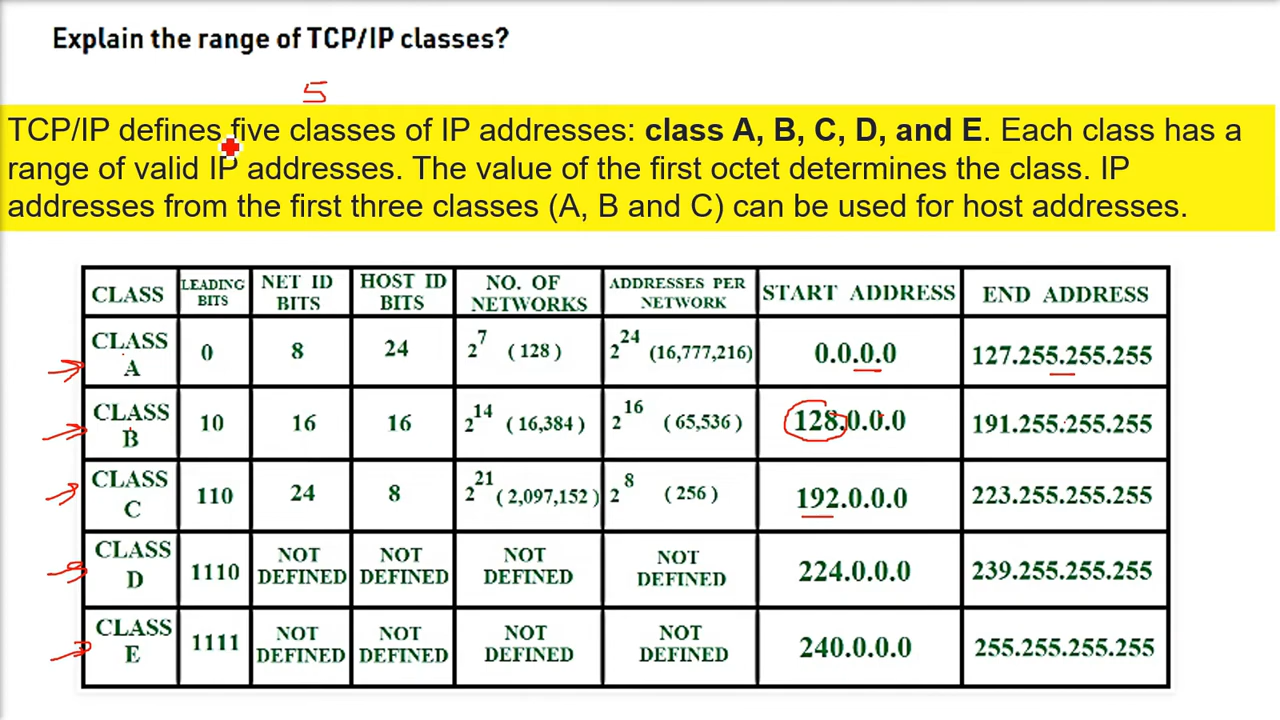 Explain the range of TCP/IP classes?
5
TCP/IP defines five classes of IP addresses: class A, B, C, D, and E. Each class has a
range of valid IP addresses. The value of the first octet determines the class. IP
addresses from the first three classes (A, B and C) can be used for host addresses.
CLASS LEADING BITS NET ID BITS HOST ID BITS NO. OF NETWORKS ADDRESSES PER NETWORK START ADDRESS END ADDRESS
CLASS A 0 8 24 2^7 (128) 2^24 (16,777,216) 0.0.0.0 127.255.255.255
CLASS B 10 16 16 2^14 (16,384) 2^16 (65,536) 128.0.0.0 191.255.255.255
CLASS C 110 24 8 2^21 (2,097,152) 2^8 (256) 192.0.0.0 223.255.255.255
CLASS D 1110 NOT DEFINED NOT DEFINED NOT DEFINED NOT DEFINED 224.0.0.0 239.255.255.255
CLASS E 1111 NOT DEFINED NOT DEFINED NOT DEFINED NOT DEFINED 240.0.0.0 255.255.255.255